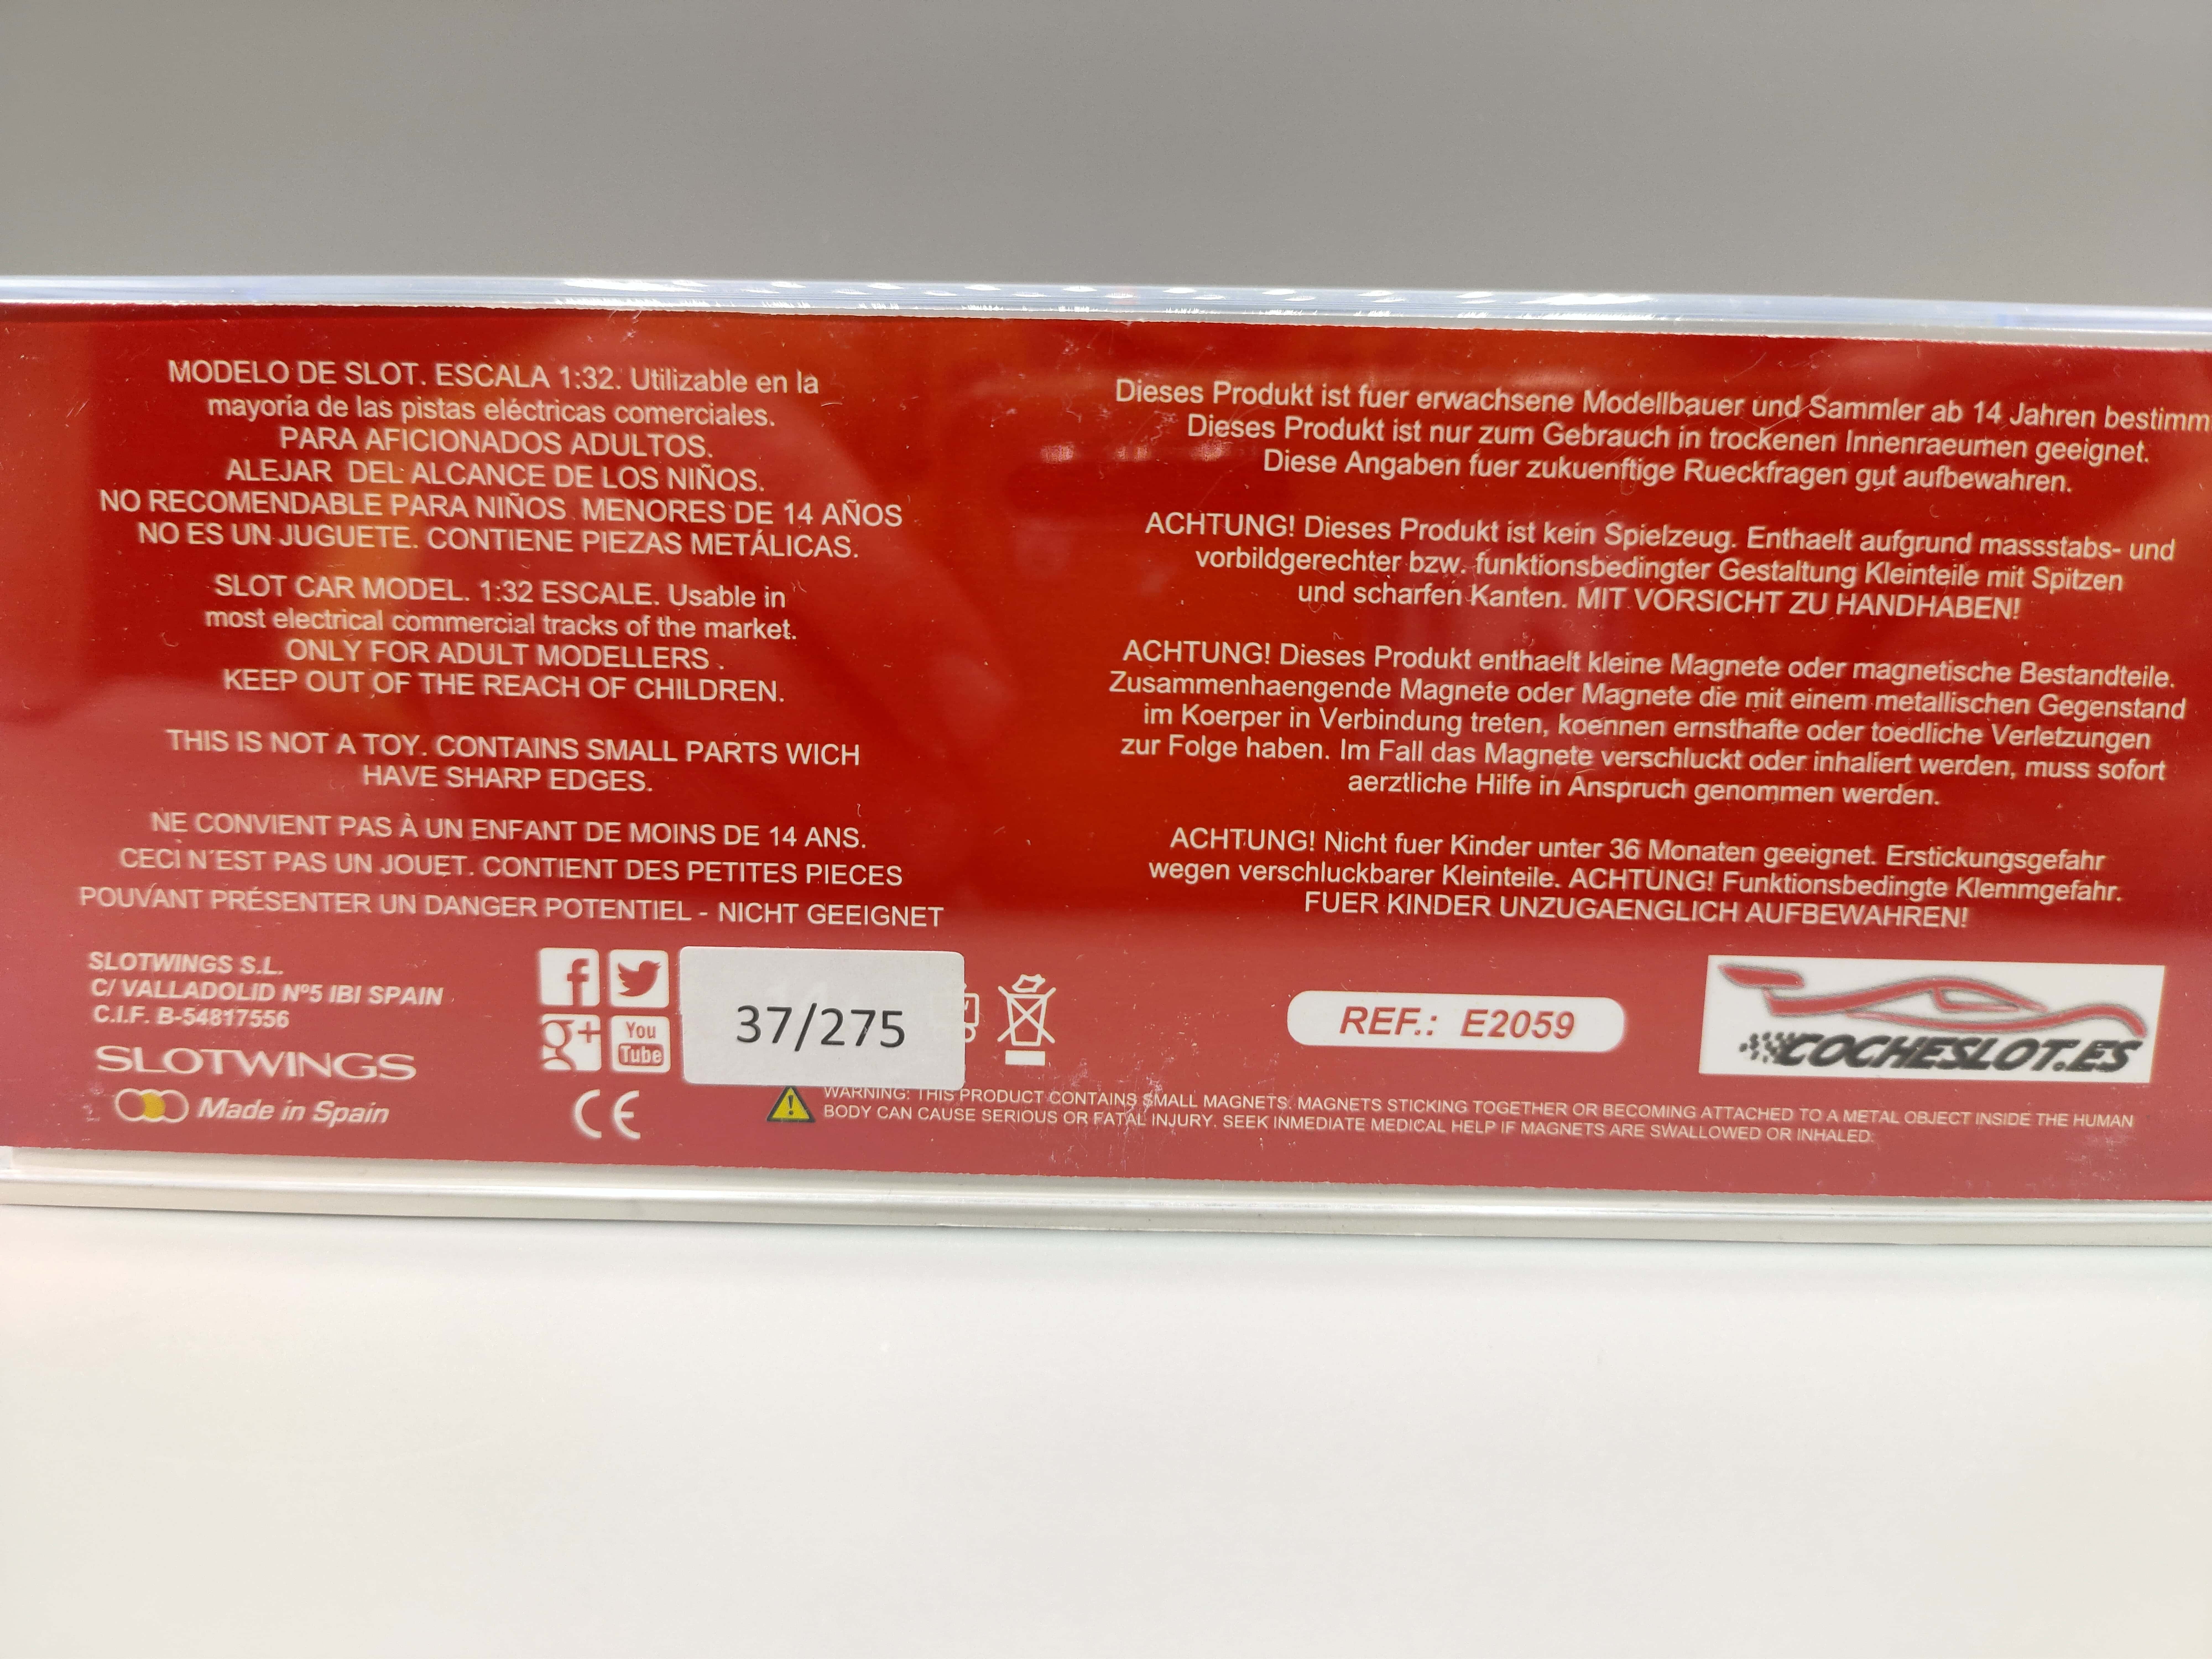 MODELO DE SLOT. ESCALA 1:32. Utilizable en la
mayoría de las pistas eléctricas comerciales.
PARA AFICIONADOS ADULTOS.
ALEJAR DEL ALCANCE DE LOS NIÑOS.
NO RECOMENDABLE PARA NIÑOS MENORES DE 14 AÑOS
NO ES UN JUGUETE. CONTIENE PIEZAS METÁLICAS.
SLOT CAR MODEL. 1:32 ESCALE. Usable in
most electrical commercial tracks of the market.
ONLY FOR ADULT MODELLERS .
KEEP OUT OF THE REACH OF CHILDREN.
THIS IS NOT A TOY. CONTAINS SMALL PARTS WICH
HAVE SHARP EDGES.
NE CONVIENT PAS À UN ENFANT DE MOINS DE 14 ANS.
CECI N´EST PAS UN JOUET. CONTIENT DES PETITES PIECES
POUVANT PRÉSENTER UN DANGER POTENTIEL - NICHT GEEIGNET
SLOTWINGS S.L.
C/ VALLADOLID Nº5 IBI SPAIN
C.I.F. B-54817556
SLOTWINGS
Made in Spain
f
g+
You
Tube
CE
37/275
Dieses Produkt ist fuer erwachsene Modellbauer und Sammler ab 14 Jahren bestimm
Dieses Produkt ist nur zum Gebrauch in trockenen Innenraeumen geeignet.
Diese Angaben fuer zukuenftige Rueckfragen gut aufbewahren.
ACHTUNG! Dieses Produkt ist kein Spielzeug. Enthaelt aufgrund massstabs- und
vorbildgerechter bzw. funktionsbedingter Gestaltung Kleinteile mit Spitzen
und scharfen Kanten. MIT VORSICHT ZU HANDHABEN!
ACHTUNG! Dieses Produkt enthaelt kleine Magnete oder magnetische Bestandteile.
Zusammenhaengende Magnete oder Magnete die mit einem metallischen Gegenstand
im Koerper in Verbindung treten, koennen ernsthafte oder toedliche Verletzungen
zur Folge haben. Im Fall das Magnete verschluckt oder inhaliert werden, muss sofort
aerztliche Hilfe in Anspruch genommen werden.
ACHTUNG! Nicht fuer Kinder unter 36 Monaten geeignet. Erstickungsgefahr
wegen verschluckbarer Kleinteile. ACHTUNG! Funktionsbedingte Klemmgefahr.
FUER KINDER UNZUGAENGLICH AUFBEWAHREN!
REF.: E2059
COCHESLOT.ES
WARNING: THIS PRODUCT CONTAINS SMALL MAGNETS. MAGNETS STICKING TOGETHER OR BECOMING ATTACHED TO A METAL OBJECT INSIDE THE HUMAN
BODY CAN CAUSE SERIOUS OR FATAL INJURY. SEEK INMEDIATE MEDICAL HELP IF MAGNETS ARE SWALLOWED OR INHALED.